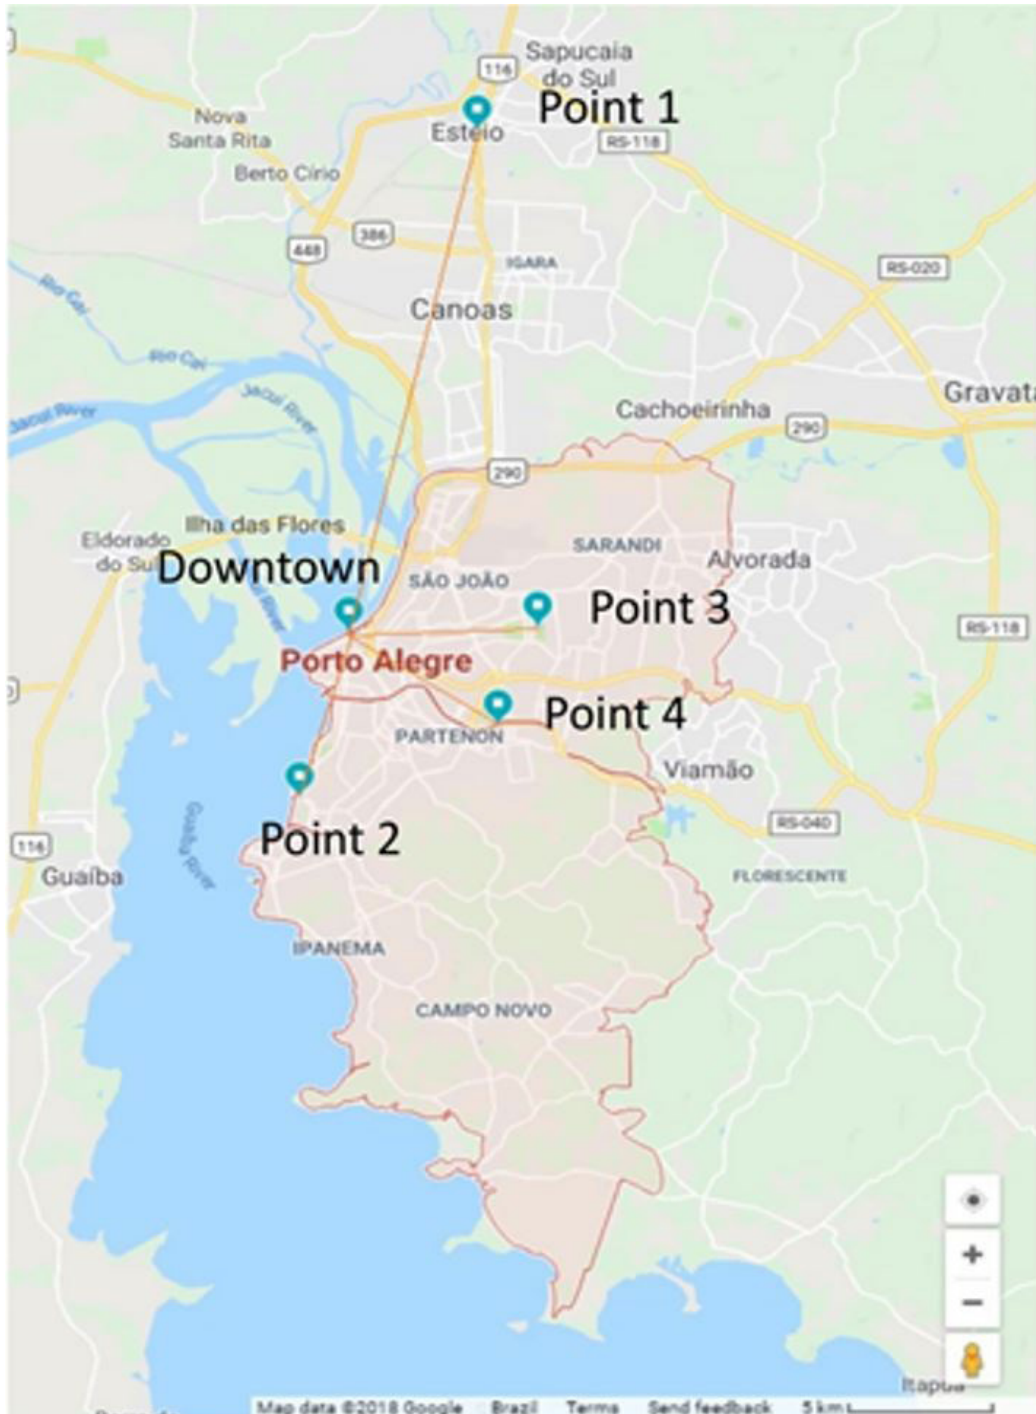 Sapucaia
do Sul
116
Point 1
Nova
Santa Rita
Esteio
RS-118
Berto Círio
386
448
IGARA
RS-020
Rio Caí
Canoas
Rio Caí
Jacuí River
Jacuí River
Gravata
Cachoeirinha
290
290
Ilha das Flores
Eldorado
do Sul
SARANDI
Alvorada
Downtown
SÃO JOÃO
River
Point 3
RS-118
Porto Alegre
Point 4
PARTENON
Viamão
RS-040
Point 2
116
Guaíba River
Guaíba
FLORESCENTE
IPANEMA
CAMPO NOVO
Itapuã
Map data ©2018 Google Brazil Terms Send feedback 5 km